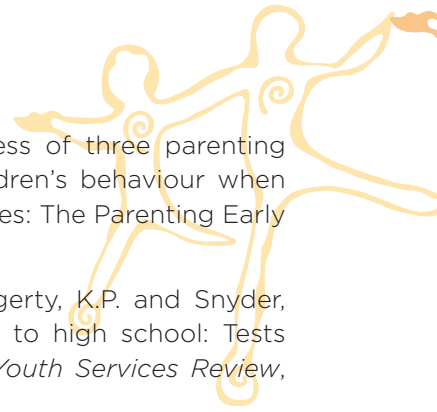 ess of three parenting
dren’s behaviour when
es: The Parenting Early
gerty, K.P. and Snyder,
to high school: Tests
Youth Services Review,